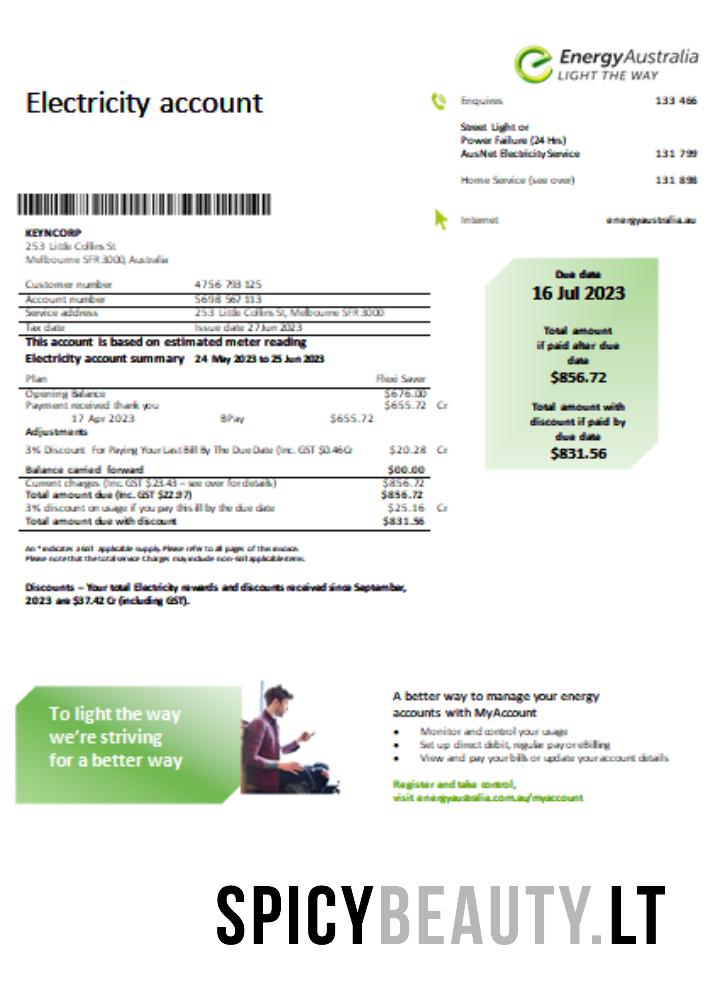 EnergyAustralia
LIGHT THE WAY
Electricity account
Enquires 133 466
Street Light or
Power Failure (24 Hrs)
AusNet Electricity Service 131 799
Home Service (see over) 131 898
Internet energyaustralia.au
KEYNCORP
253 Little Collins St
Melbourne SFR 3000, Australia
Customer number 4756 793 125
Account number 5698 567 113
Service address 253 Little Collins St, Melbourne SFR 3000
Tax date Issue date 27 Jun 2023
This account is based on estimated meter reading
Electricity account summary 24 May 2023 to 25 Jun 2023
Plan Flexi Saver
Opening Balance $676.00
Payment received thank you $655.72 Cr
17 Apr 2023 BPay $655.72
Adjustments
3% Discount For Paying Your Last Bill By The Due Date (Inc. GST $0.46Cr $20.28 Cr
Balance carried forward $00.00
Current charges (Inc. GST $23.43 – see over for details) $856.72
Total amount due (Inc. GST $22.97) $856.72
3% discount on usage if you pay this ill by the due date $25.16 Cr
Total amount due with discount $831.56
An * indicates a soil applicable supply. Please refer to all pages of this invoice.
Please note that the total service Charges may include non-soil applicable items.
Discounts – Your total Electricity rewards and discounts received since September,
2023 are $37.42 Cr (including GST).
Due date
16 Jul 2023
Total amount
if paid after due
date
$856.72
Total amount with
discount if paid by
due date
$831.56
To light the way
we’re striving
for a better way
A better way to manage your energy
accounts with MyAccount
• Monitor and control your usage
• Set up direct debit, regular pay or eBilling
• View and pay your bills or update your account details
Register and take control,
visit energyaustralia.com.au/myaccount
SPICYBEAUTY.LT